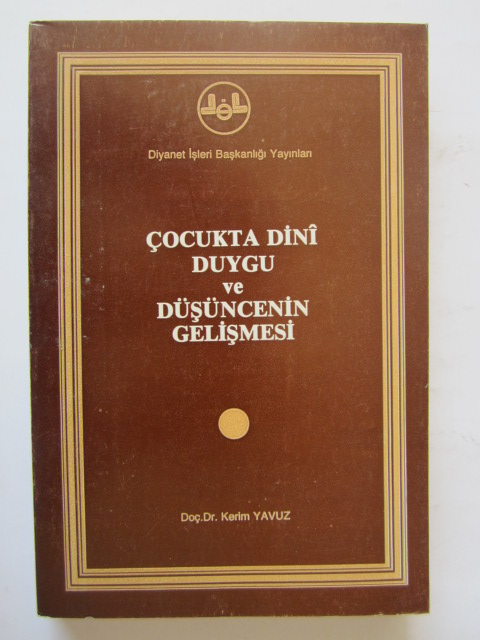 Diyanet İşleri Başkanlığı Yayınları
ÇOCUKTA DİNÎ
DUYGU
ve
DÜŞÜNCENİN
GELİŞMESİ
Doç.Dr. Kerim YAVUZ